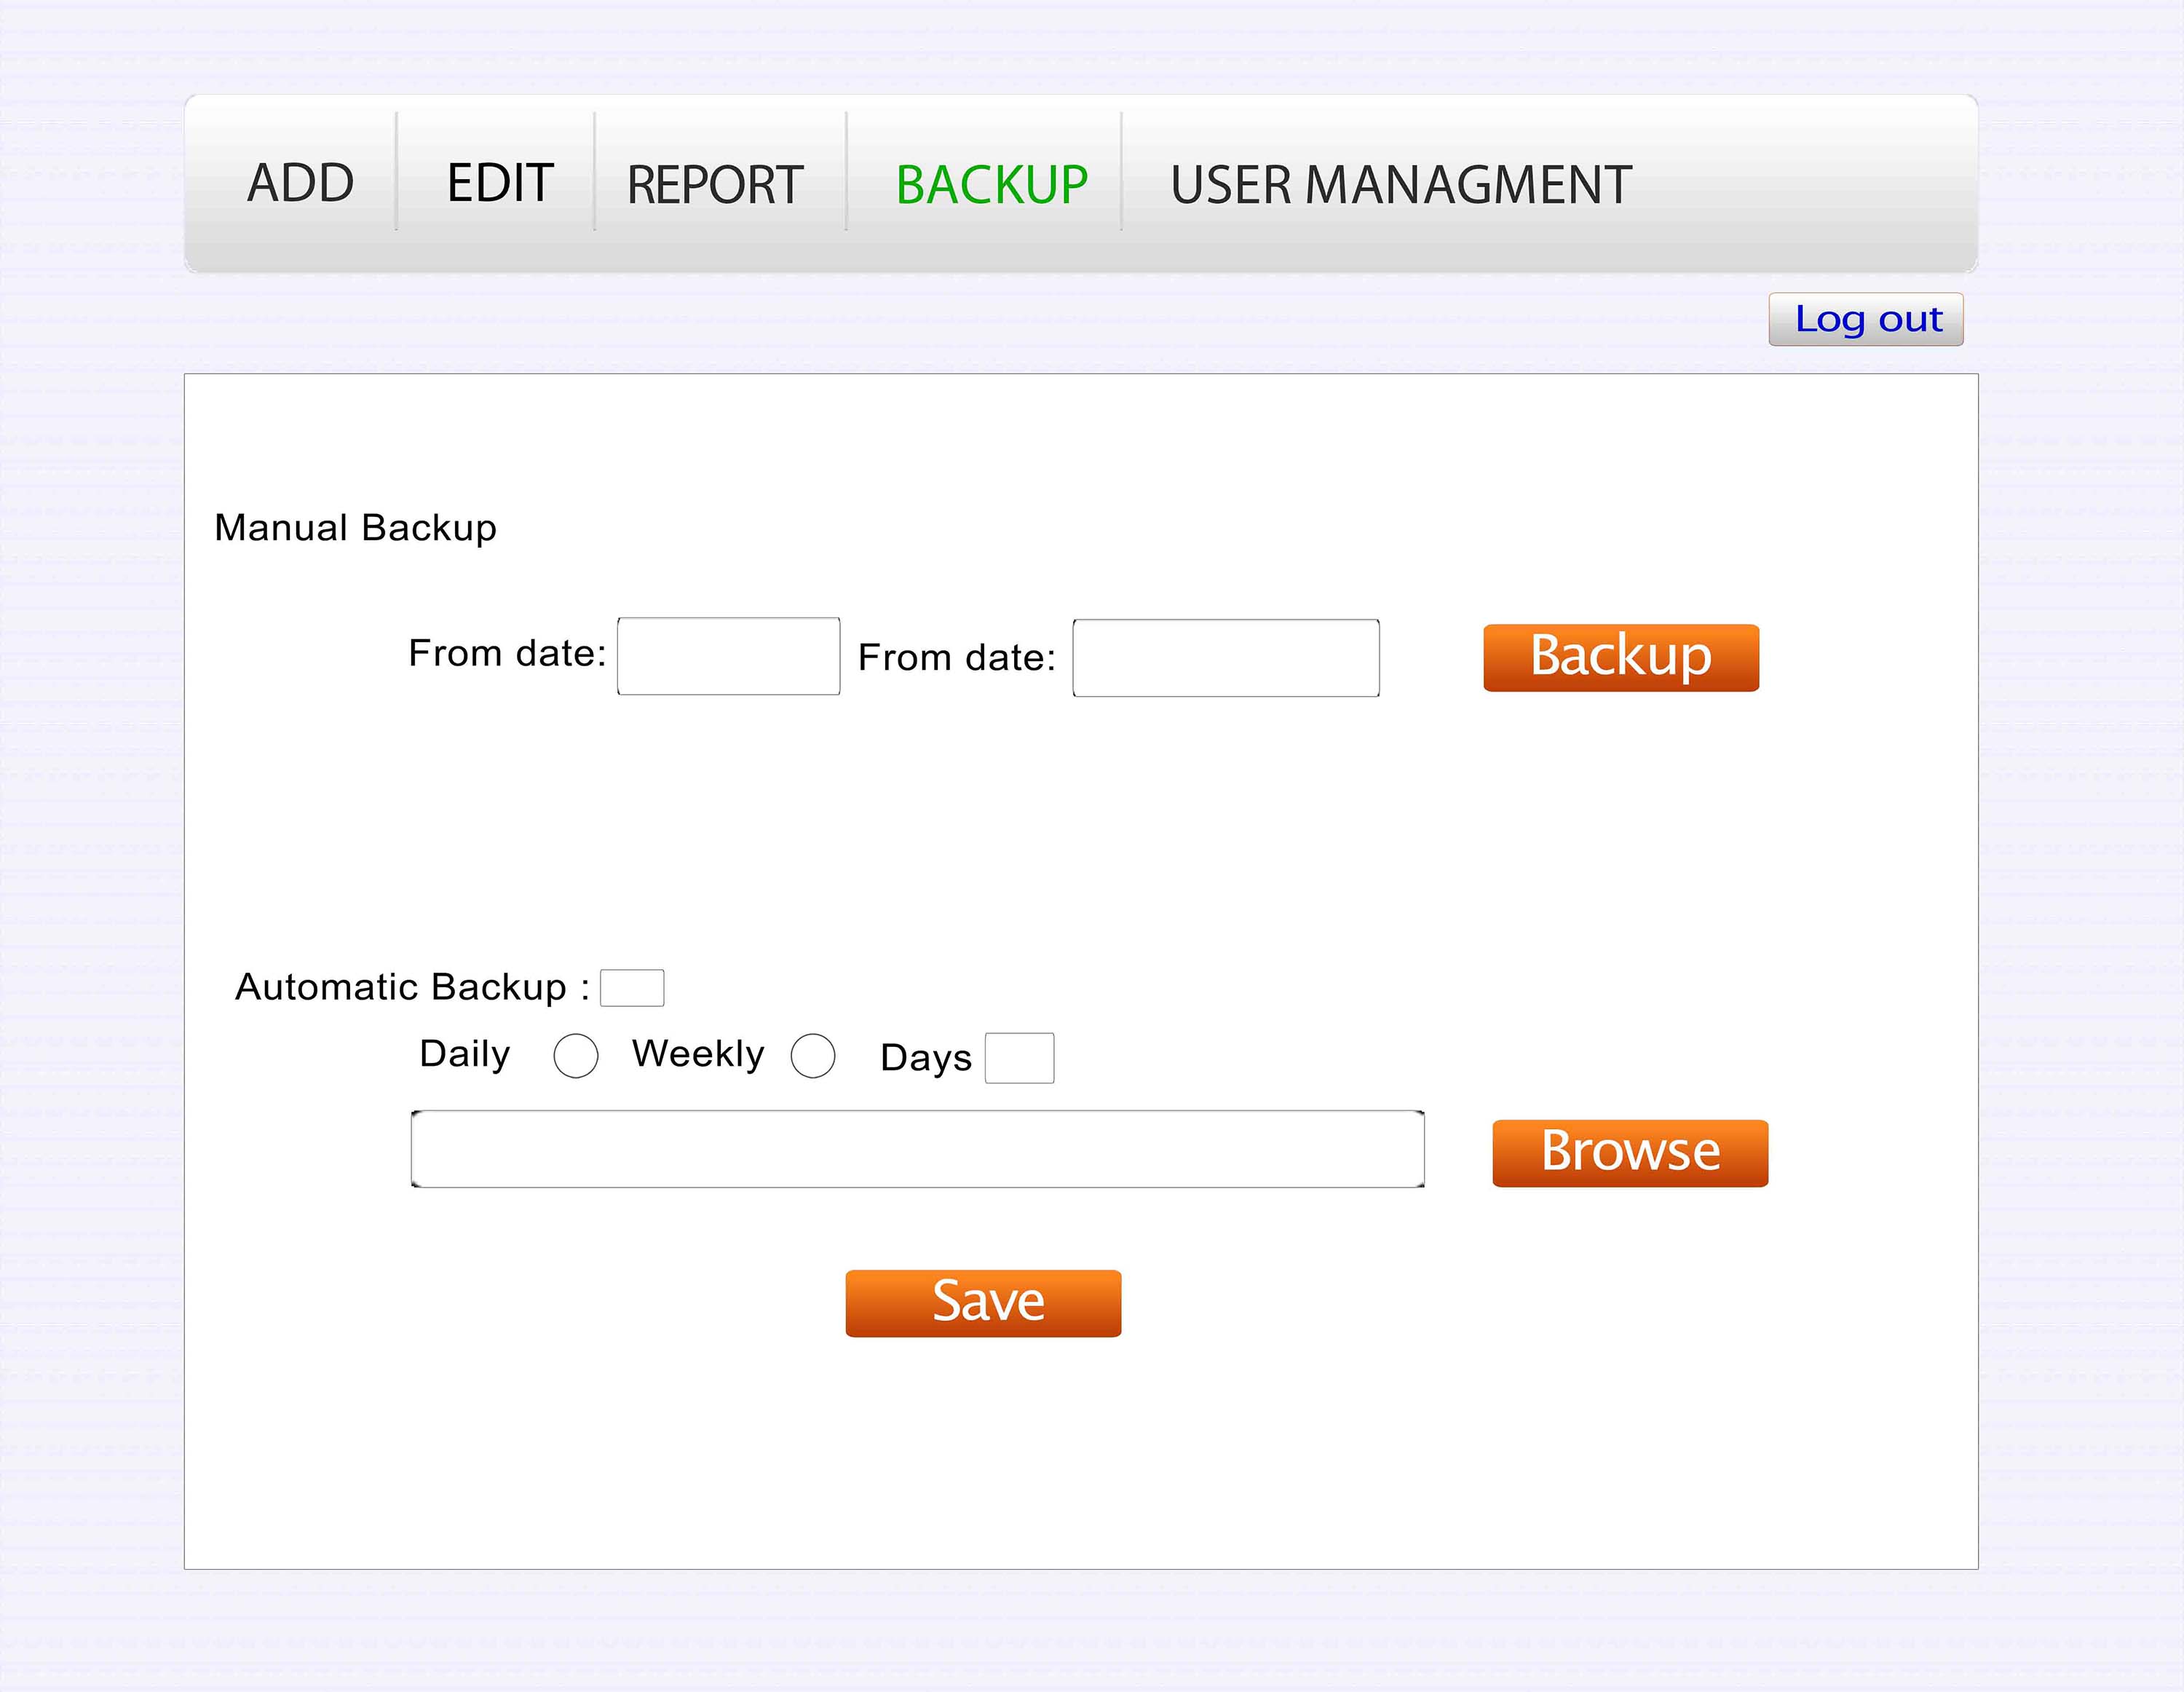 ADD EDIT REPORT BACKUP USER MANAGMENT
Log out
Manual Backup
From date: From date: Backup
Automatic Backup :
Daily Weekly Days
Browse
Save